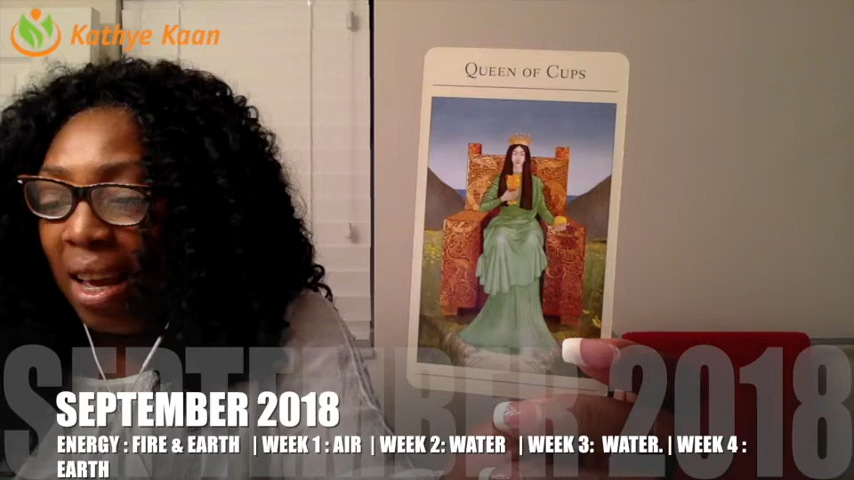 Kathye Kaan
QUEEN OF CUPS
SEPTEMBER 2018
SEPTEMBER 2018
ENERGY : FIRE & EARTH | WEEK 1 : AIR | WEEK 2: WATER | WEEK 3: WATER. | WEEK 4 :
EARTH